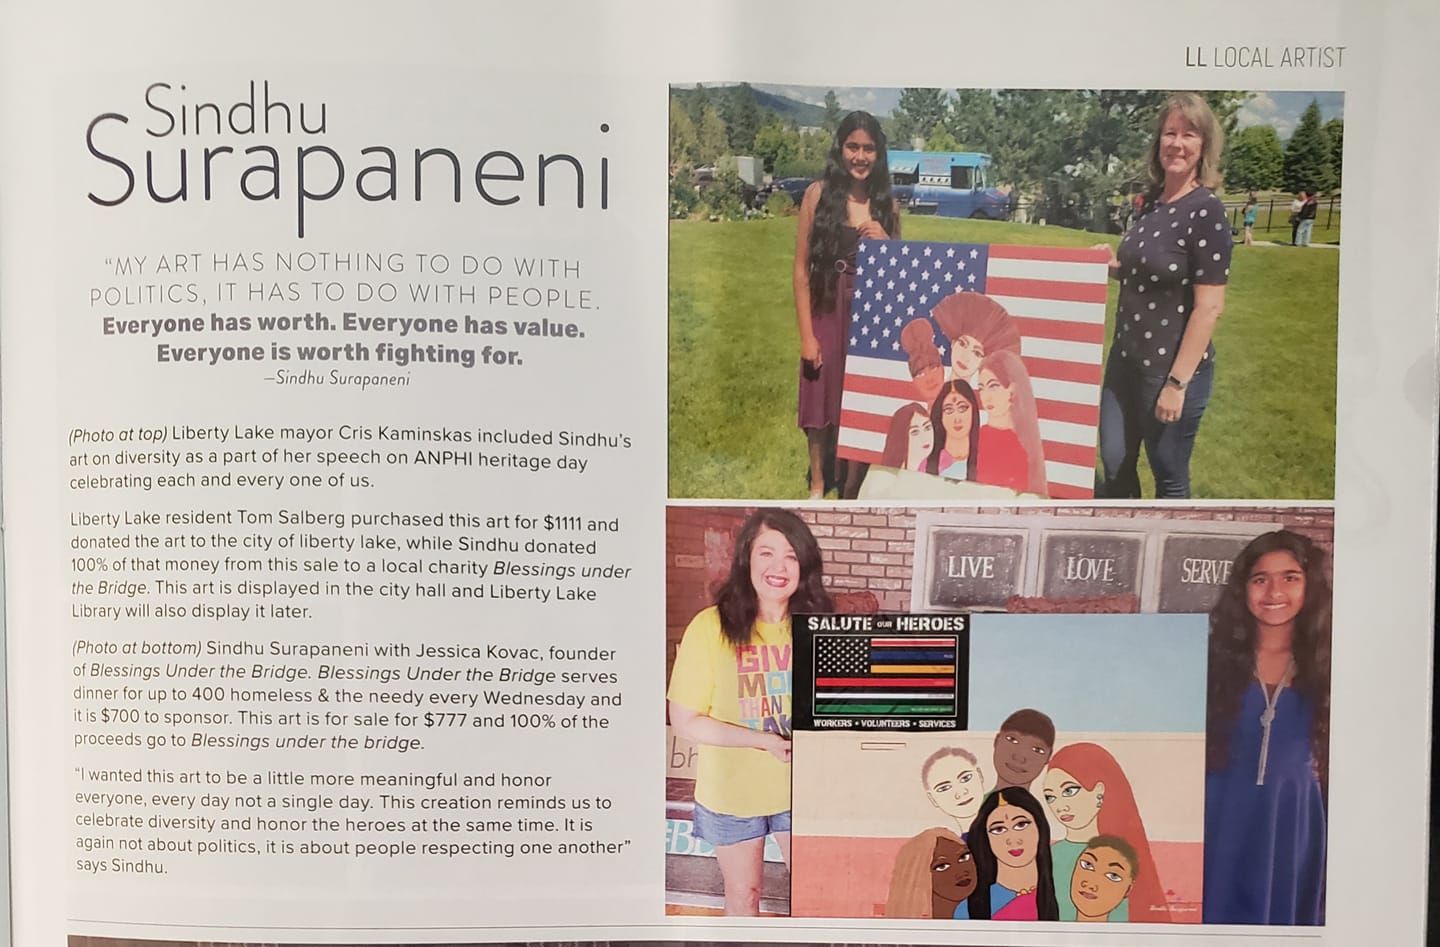 LL LOCAL ARTIST
Sindhu
Surapaneni
“MY ART HAS NOTHING TO DO WITH
POLITICS, IT HAS TO DO WITH PEOPLE.
Everyone has worth. Everyone has value.
Everyone is worth fighting for.
—Sindhu Surapaneni
(Photo at top) Liberty Lake mayor Cris Kaminskas included Sindhu's
art on diversity as a part of her speech on ANPHI heritage day
celebrating each and every one of us.
Liberty Lake resident Tom Salberg purchased this art for $1111 and
donated the art to the city of liberty lake, while Sindhu donated
100% of that money from this sale to a local charity Blessings under
the Bridge. This art is displayed in the city hall and Liberty Lake
Library will also display it later.
(Photo at bottom) Sindhu Surapaneni with Jessica Kovac, founder
of Blessings Under the Bridge. Blessings Under the Bridge serves
dinner for up to 400 homeless & the needy every Wednesday and
it is $700 to sponsor. This art is for sale for $777 and 100% of the
proceeds go to Blessings under the bridge.
“I wanted this art to be a little more meaningful and honor
everyone, every day not a single day. This creation reminds us to
celebrate diversity and honor the heroes at the same time. It is
again not about politics, it is about people respecting one another”
says Sindhu.
LIVE
LOVE
SERVE
SALUTE OUR HEROES
WORKERS • VOLUNTEERS • SERVICES
GIV
MO
THAN
TAK
br